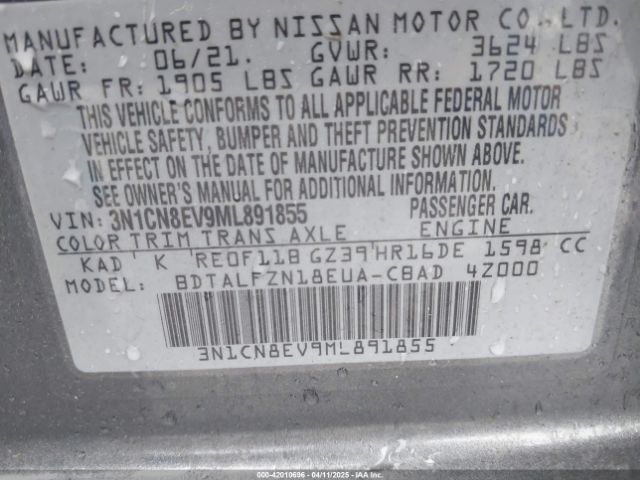 MANUFACTURED BY NISSAN MOTOR CO., LTD.
DATE: 06/21. GVWR: 3624 LBS
GAWR FR: 1905 LBS GAWR RR: 1720 LBS
THIS VEHICLE CONFORMS TO ALL APPLICABLE FEDERAL MOTOR
VEHICLE SAFETY, BUMPER AND THEFT PREVENTION STANDARDS
IN EFFECT ON THE DATE OF MANUFACTURE SHOWN ABOVE.
SEE OWNER'S MANUAL FOR ADDITIONAL INFORMATION
VIN: 3N1CN8EV9ML891855 PASSENGER CAR.
COLOR TRIM TRANS AXLE ENGINE
KAD K RE0F11B GZ39 HR16DE 1598 CC
MODEL: BDTALFZN18EUA-CBAD 4Z000
3N1CN8EV9ML891855
000-42010696 - 04/11/2025 - IAAI.COM